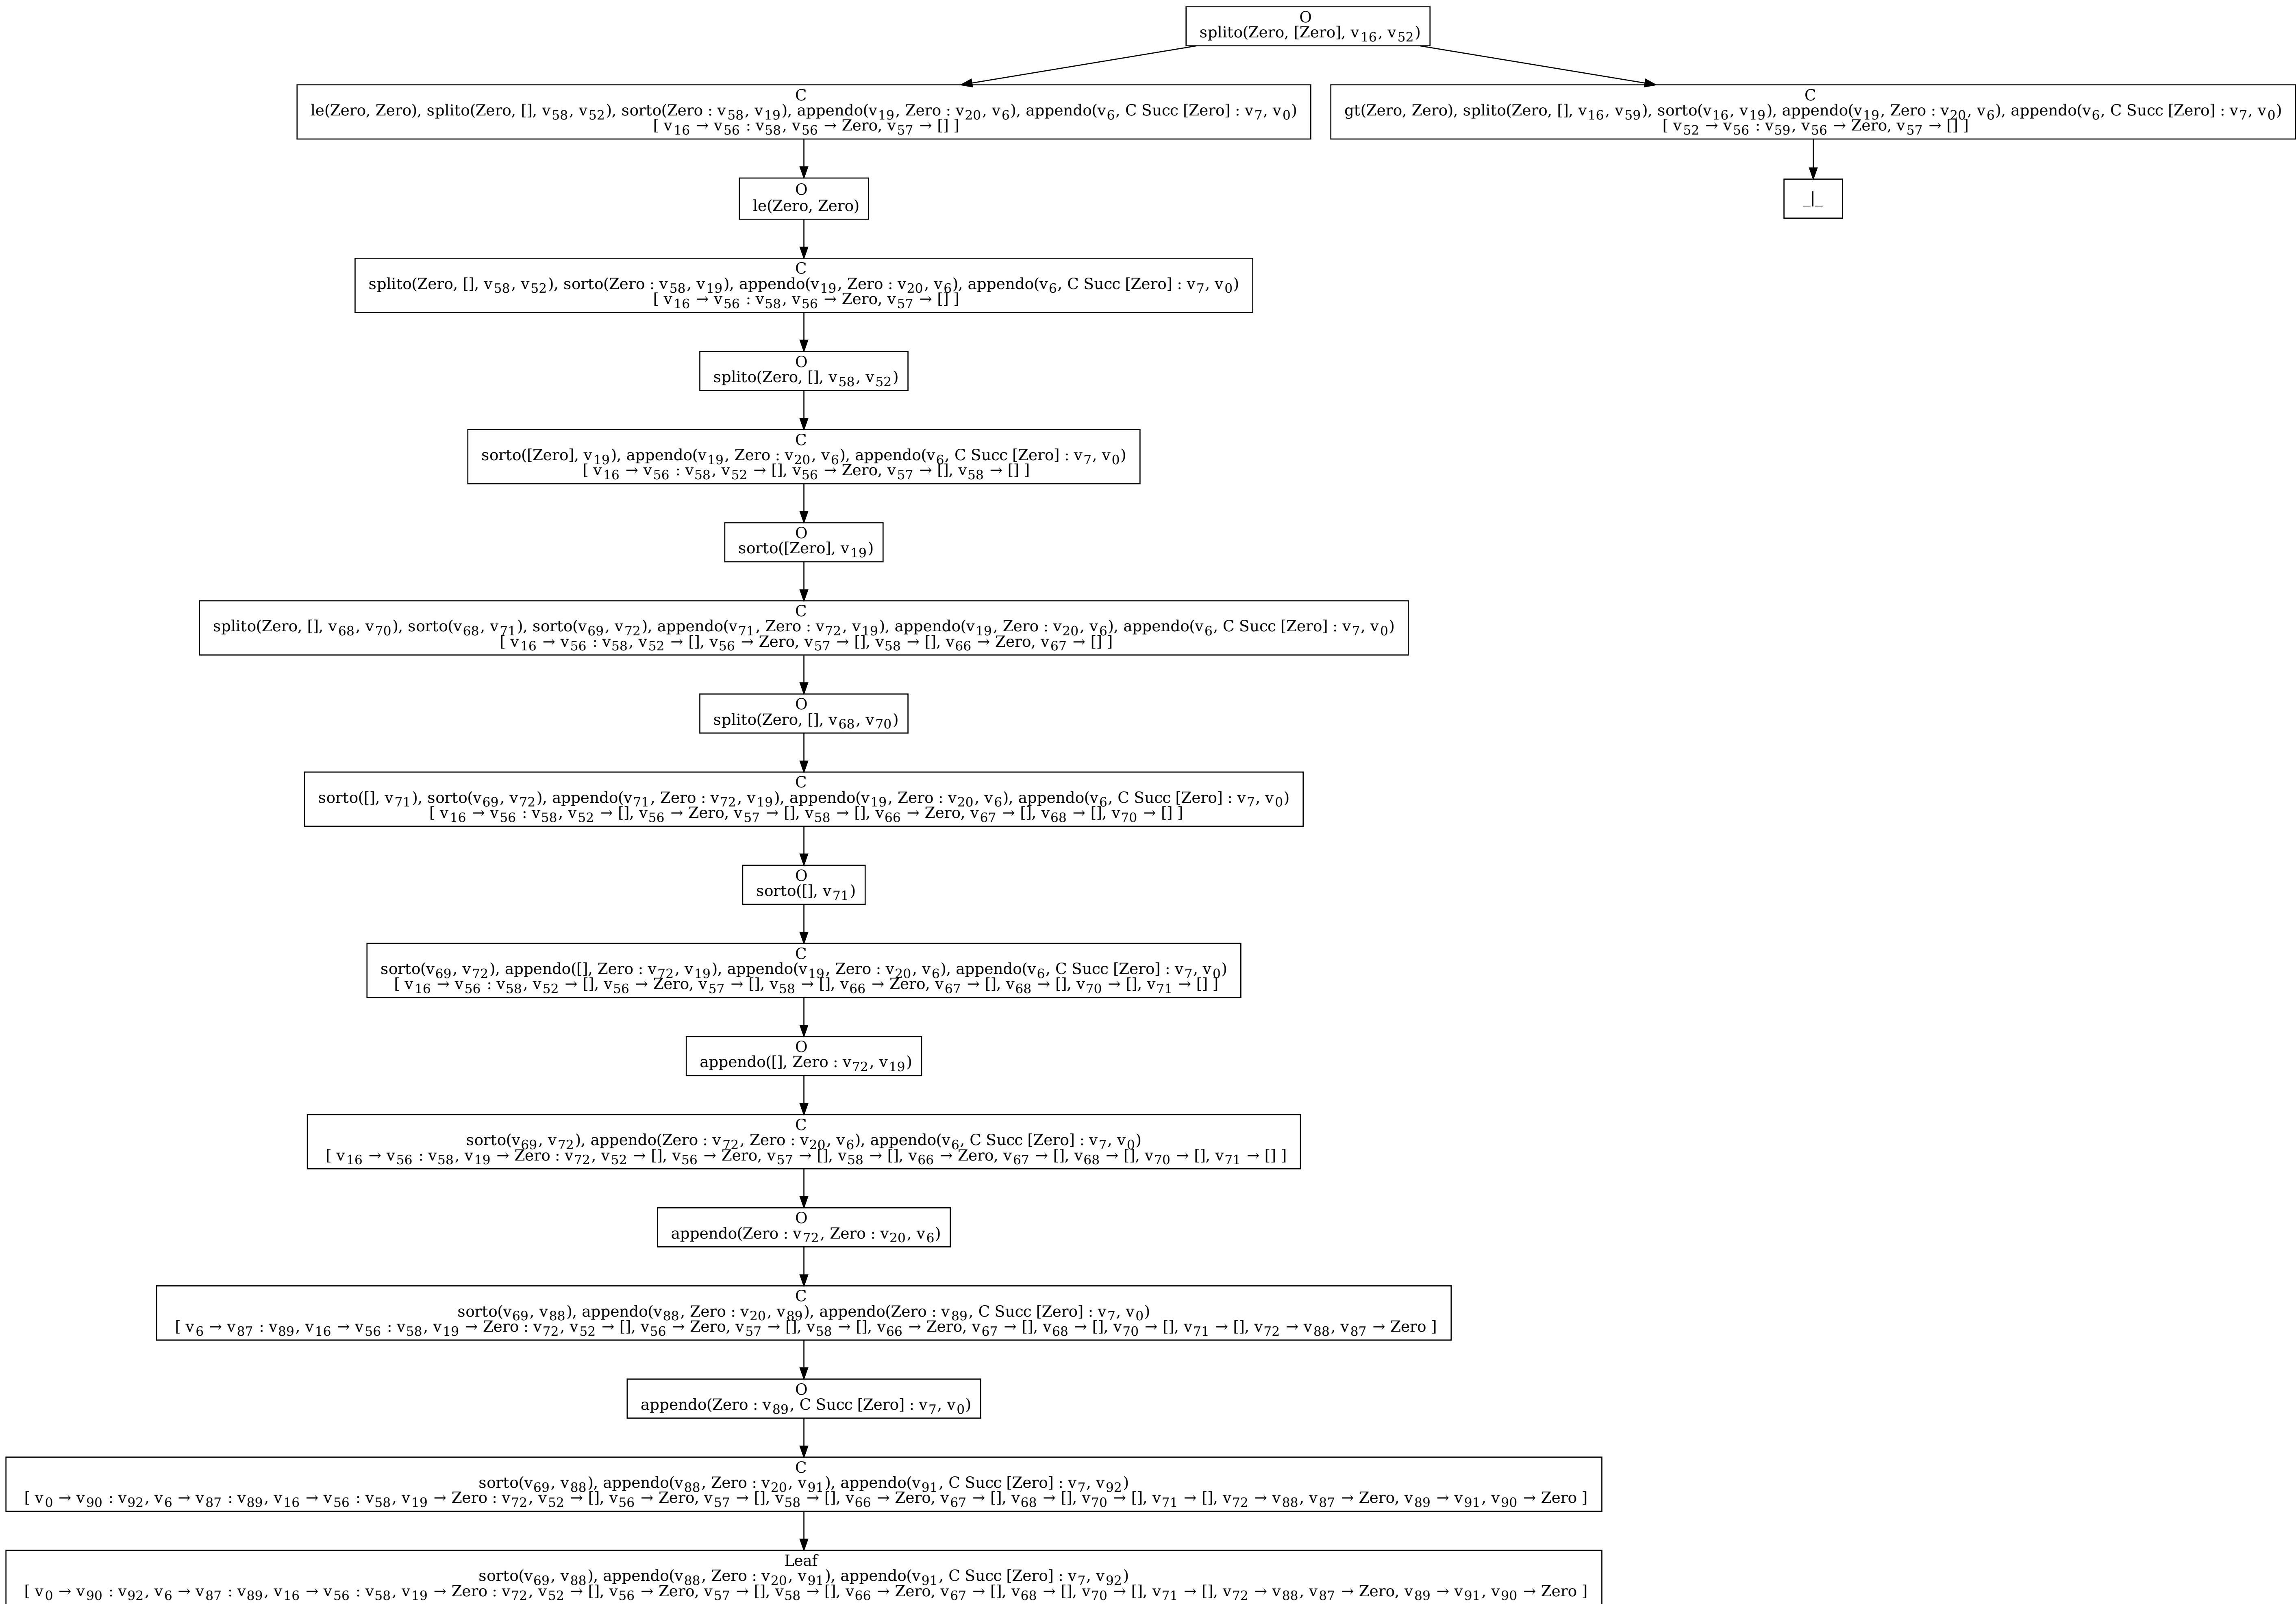 O
splito(Zero, [Zero], v₁₆, v₅₂)
C
le(Zero, Zero), splito(Zero, [], v₅₈, v₅₂), sorto(Zero : v₅₈, v₁₉), appendo(v₁₉, Zero : v₂₀, v₆), appendo(v₆, C Succ [Zero] : v₇, v₀)
[ v₁₆ → v₅₆ : v₅₈, v₅₆ → Zero, v₅₇ → [] ]
C
gt(Zero, Zero), splito(Zero, [], v₁₆, v₅₉), sorto(v₁₆, v₁₉), appendo(v₁₉, Zero : v₂₀, v₆), appendo(v₆, C Succ [Zero] : v₇, v₀)
[ v₅₂ → v₅₆ : v₅₉, v₅₆ → Zero, v₅₇ → [] ]
O
le(Zero, Zero)
_|_
C
splito(Zero, [], v₅₈, v₅₂), sorto(Zero : v₅₈, v₁₉), appendo(v₁₉, Zero : v₂₀, v₆), appendo(v₆, C Succ [Zero] : v₇, v₀)
[ v₁₆ → v₅₆ : v₅₈, v₅₆ → Zero, v₅₇ → [] ]
O
splito(Zero, [], v₅₈, v₅₂)
C
sorto([Zero], v₁₉), appendo(v₁₉, Zero : v₂₀, v₆), appendo(v₆, C Succ [Zero] : v₇, v₀)
[ v₁₆ → v₅₆ : v₅₈, v₅₂ → [], v₅₆ → Zero, v₅₇ → [], v₅₈ → [] ]
O
sorto([Zero], v₁₉)
C
splito(Zero, [], v₆₈, v₇₀), sorto(v₆₈, v₇₁), sorto(v₆₉, v₇₂), appendo(v₇₁, Zero : v₇₂, v₁₉), appendo(v₁₉, Zero : v₂₀, v₆), appendo(v₆, C Succ [Zero] : v₇, v₀)
[ v₁₆ → v₅₆ : v₅₈, v₅₂ → [], v₅₆ → Zero, v₅₇ → [], v₅₈ → [], v₆₆ → Zero, v₆₇ → [] ]
O
splito(Zero, [], v₆₈, v₇₀)
C
sorto([], v₇₁), sorto(v₆₉, v₇₂), appendo(v₇₁, Zero : v₇₂, v₁₉), appendo(v₁₉, Zero : v₂₀, v₆), appendo(v₆, C Succ [Zero] : v₇, v₀)
[ v₁₆ → v₅₆ : v₅₈, v₅₂ → [], v₅₆ → Zero, v₅₇ → [], v₅₈ → [], v₆₆ → Zero, v₆₇ → [], v₆₈ → [], v₇₀ → [] ]
O
sorto([], v₇₁)
C
sorto(v₆₉, v₇₂), appendo([], Zero : v₇₂, v₁₉), appendo(v₁₉, Zero : v₂₀, v₆), appendo(v₆, C Succ [Zero] : v₇, v₀)
[ v₁₆ → v₅₆ : v₅₈, v₅₂ → [], v₅₆ → Zero, v₅₇ → [], v₅₈ → [], v₆₆ → Zero, v₆₇ → [], v₆₈ → [], v₇₀ → [], v₇₁ → [] ]
O
appendo([], Zero : v₇₂, v₁₉)
C
sorto(v₆₉, v₇₂), appendo(Zero : v₇₂, Zero : v₂₀, v₆), appendo(v₆, C Succ [Zero] : v₇, v₀)
[ v₁₆ → v₅₆ : v₅₈, v₁₉ → Zero : v₇₂, v₅₂ → [], v₅₆ → Zero, v₅₇ → [], v₅₈ → [], v₆₆ → Zero, v₆₇ → [], v₆₈ → [], v₇₀ → [], v₇₁ → [] ]
O
appendo(Zero : v₇₂, Zero : v₂₀, v₆)
C
sorto(v₆₉, v₈₈), appendo(v₈₈, Zero : v₂₀, v₈₉), appendo(Zero : v₈₉, C Succ [Zero] : v₇, v₀)
[ v₆ → v₈₇ : v₈₉, v₁₆ → v₅₆ : v₅₈, v₁₉ → Zero : v₇₂, v₅₂ → [], v₅₆ → Zero, v₅₇ → [], v₅₈ → [], v₆₆ → Zero, v₆₇ → [], v₆₈ → [], v₇₀ → [], v₇₁ → [], v₇₂ → v₈₈, v₈₇ → Zero ]
O
appendo(Zero : v₈₉, C Succ [Zero] : v₇, v₀)
C
sorto(v₆₉, v₈₈), appendo(v₈₈, Zero : v₂₀, v₉₁), appendo(v₉₁, C Succ [Zero] : v₇, v₉₂)
[ v₀ → v₉₀ : v₉₂, v₆ → v₈₇ : v₈₉, v₁₆ → v₅₆ : v₅₈, v₁₉ → Zero : v₇₂, v₅₂ → [], v₅₆ → Zero, v₅₇ → [], v₅₈ → [], v₆₆ → Zero, v₆₇ → [], v₆₈ → [], v₇₀ → [], v₇₁ → [], v₇₂ → v₈₈, v₈₇ → Zero, v₈₉ → v₉₁, v₉₀ → Zero ]
Leaf
sorto(v₆₉, v₈₈), appendo(v₈₈, Zero : v₂₀, v₉₁), appendo(v₉₁, C Succ [Zero] : v₇, v₉₂)
[ v₀ → v₉₀ : v₉₂, v₆ → v₈₇ : v₈₉, v₁₆ → v₅₆ : v₅₈, v₁₉ → Zero : v₇₂, v₅₂ → [], v₅₆ → Zero, v₅₇ → [], v₅₈ → [], v₆₆ → Zero, v₆₇ → [], v₆₈ → [], v₇₀ → [], v₇₁ → [], v₇₂ → v₈₈, v₈₇ → Zero, v₈₉ → v₉₁, v₉₀ → Zero ]